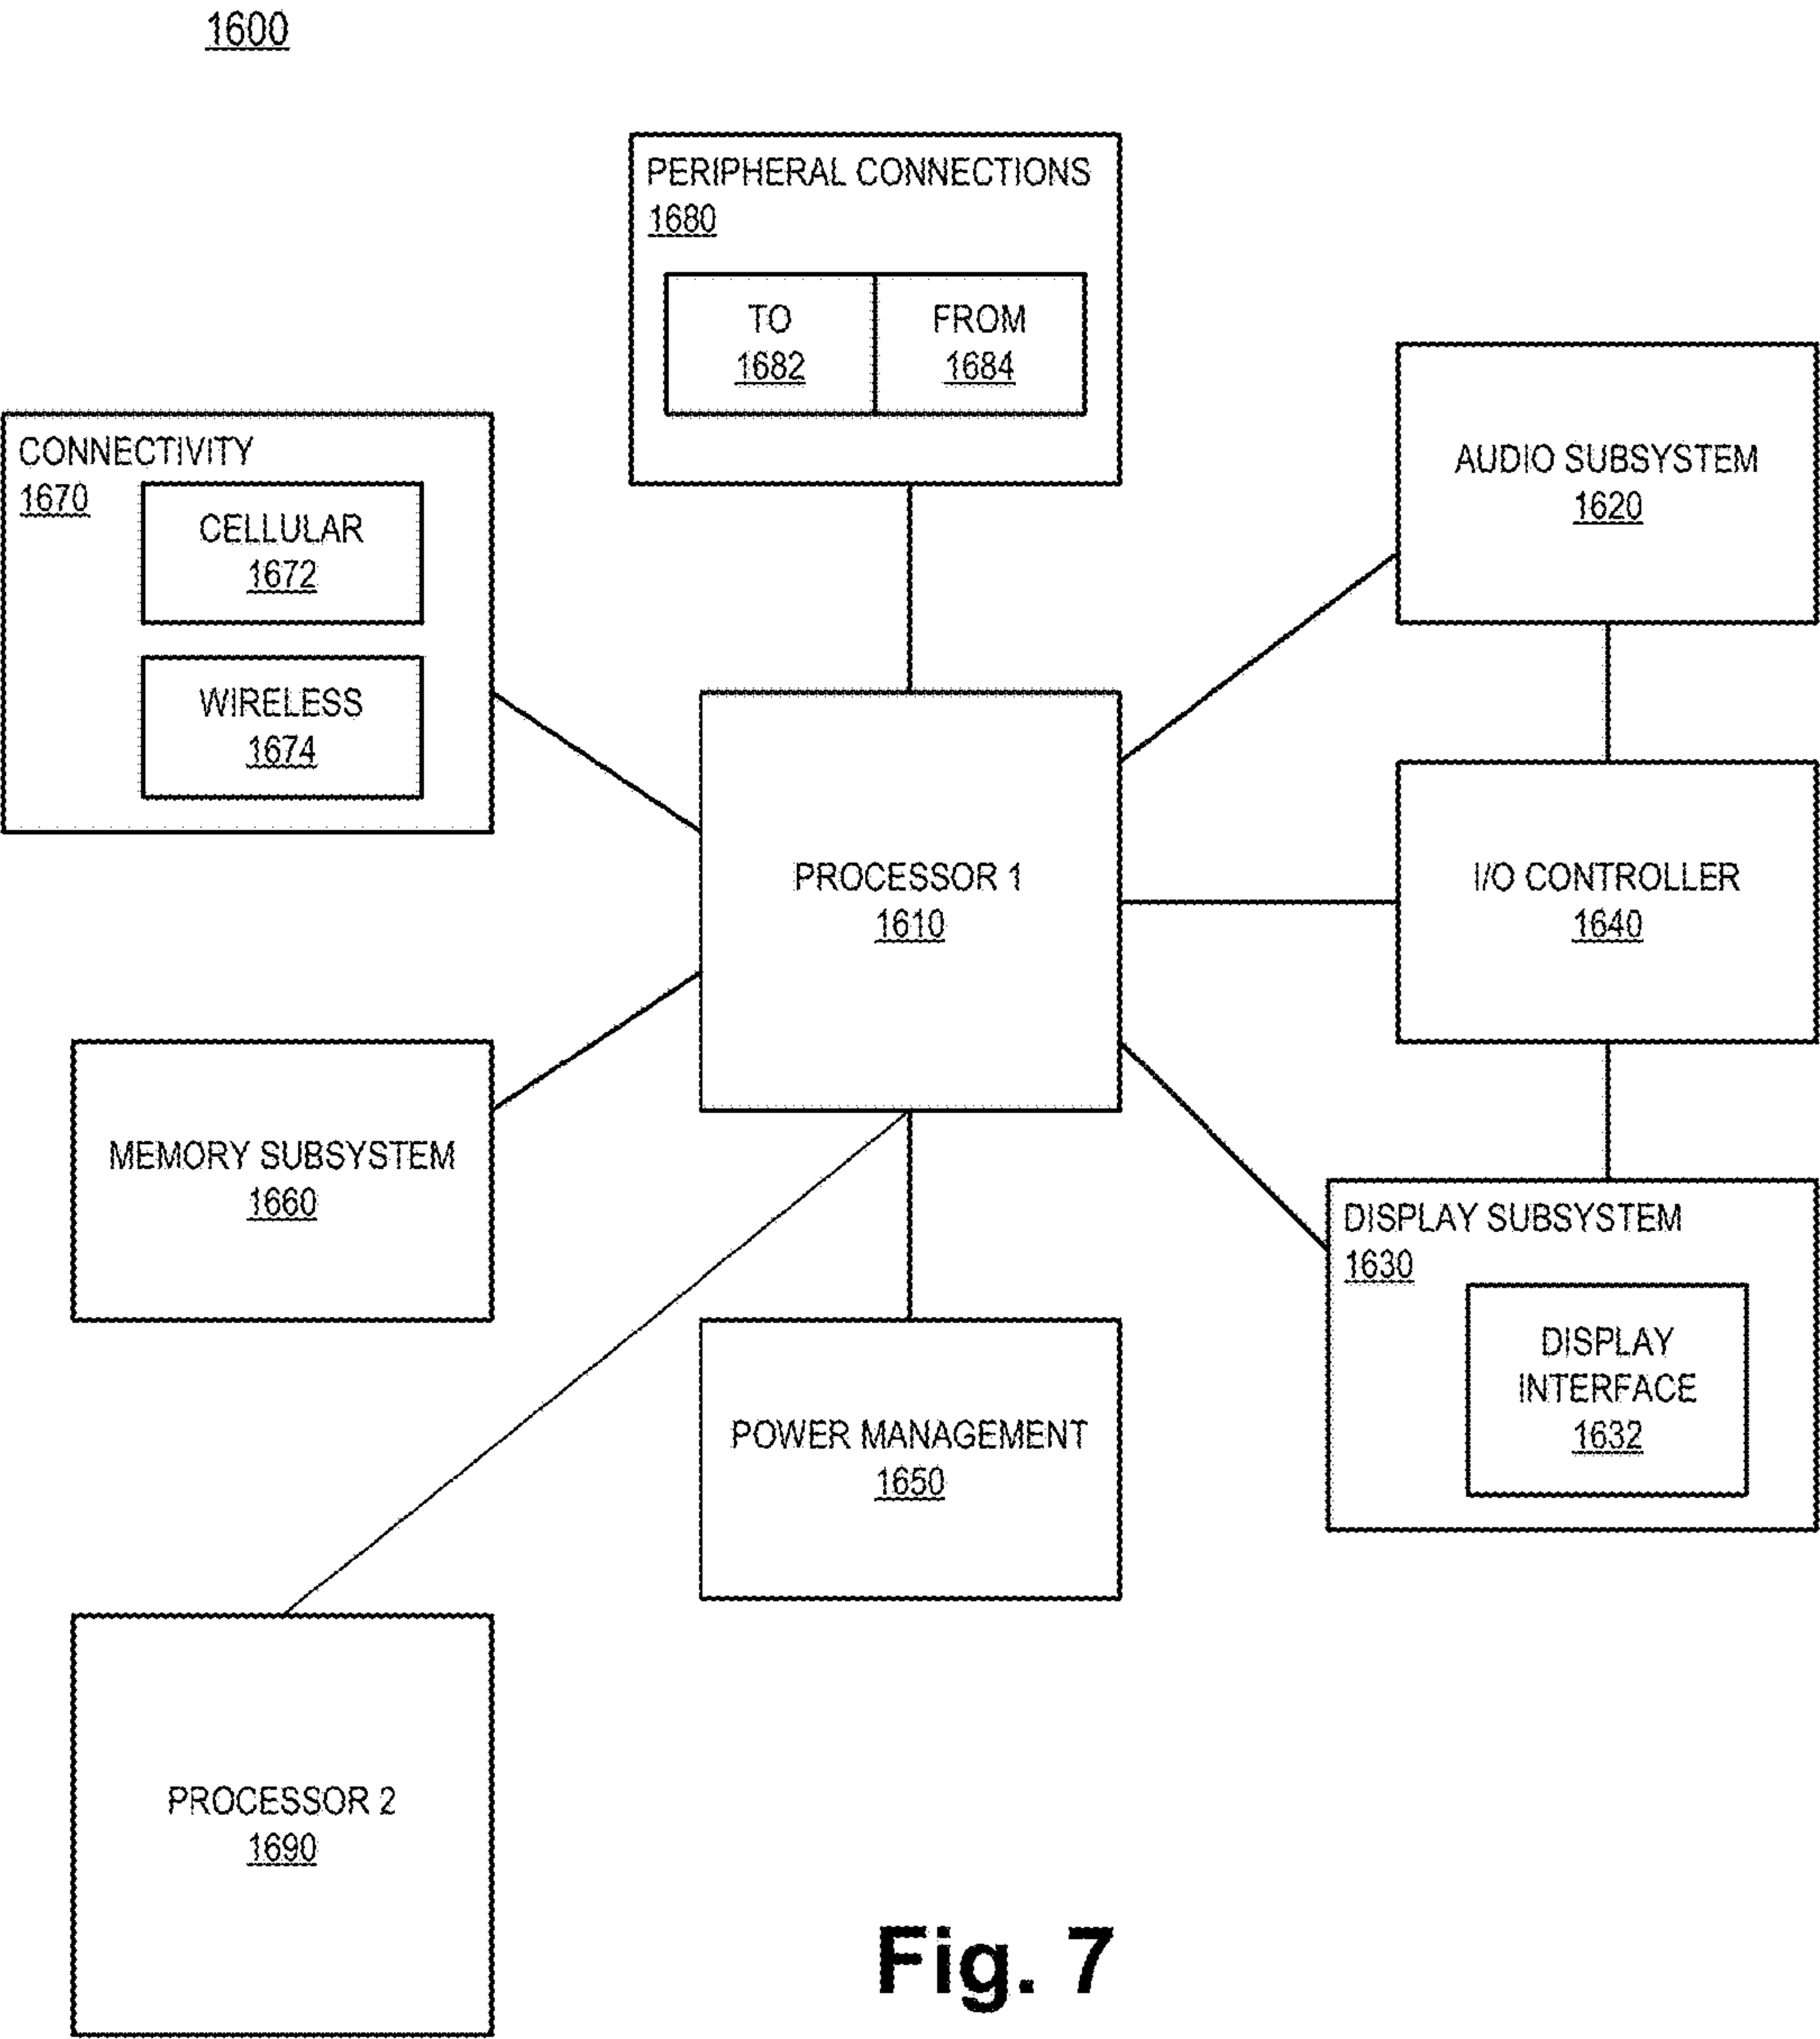 1600
PERIPHERAL CONNECTIONS
1680
TO
1682
FROM
1684
CONNECTIVITY
1670
CELLULAR
1672
WIRELESS
1674
AUDIO SUBSYSTEM
1620
PROCESSOR 1
1610
I/O CONTROLLER
1640
MEMORY SUBSYSTEM
1660
DISPLAY SUBSYSTEM
1630
DISPLAY
INTERFACE
1632
POWER MANAGEMENT
1650
PROCESSOR 2
1690
Fig. 7